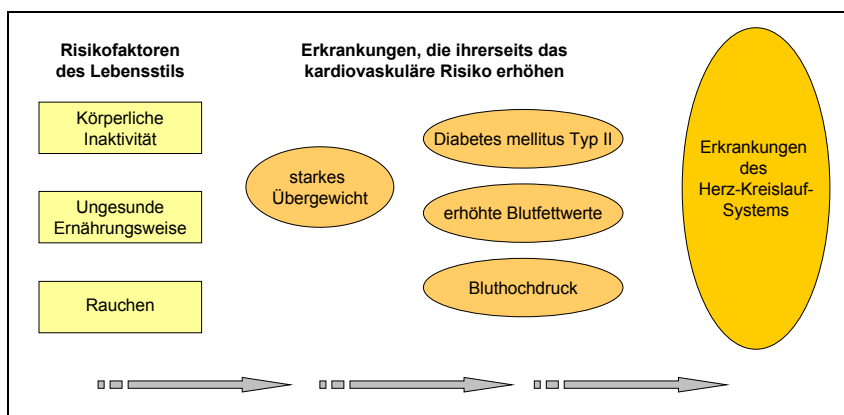 Risikofaktoren
des Lebensstils
Erkrankungen, die ihrerseits das
kardiovaskuläre Risiko erhöhen
Körperliche
Inaktivität
Ungesunde
Ernährungsweise
Rauchen
starkes
Übergewicht
Diabetes mellitus Typ II
erhöhte Blutfettwerte
Bluthochdruck
Erkrankungen
des
Herz-Kreislauf-
Systems